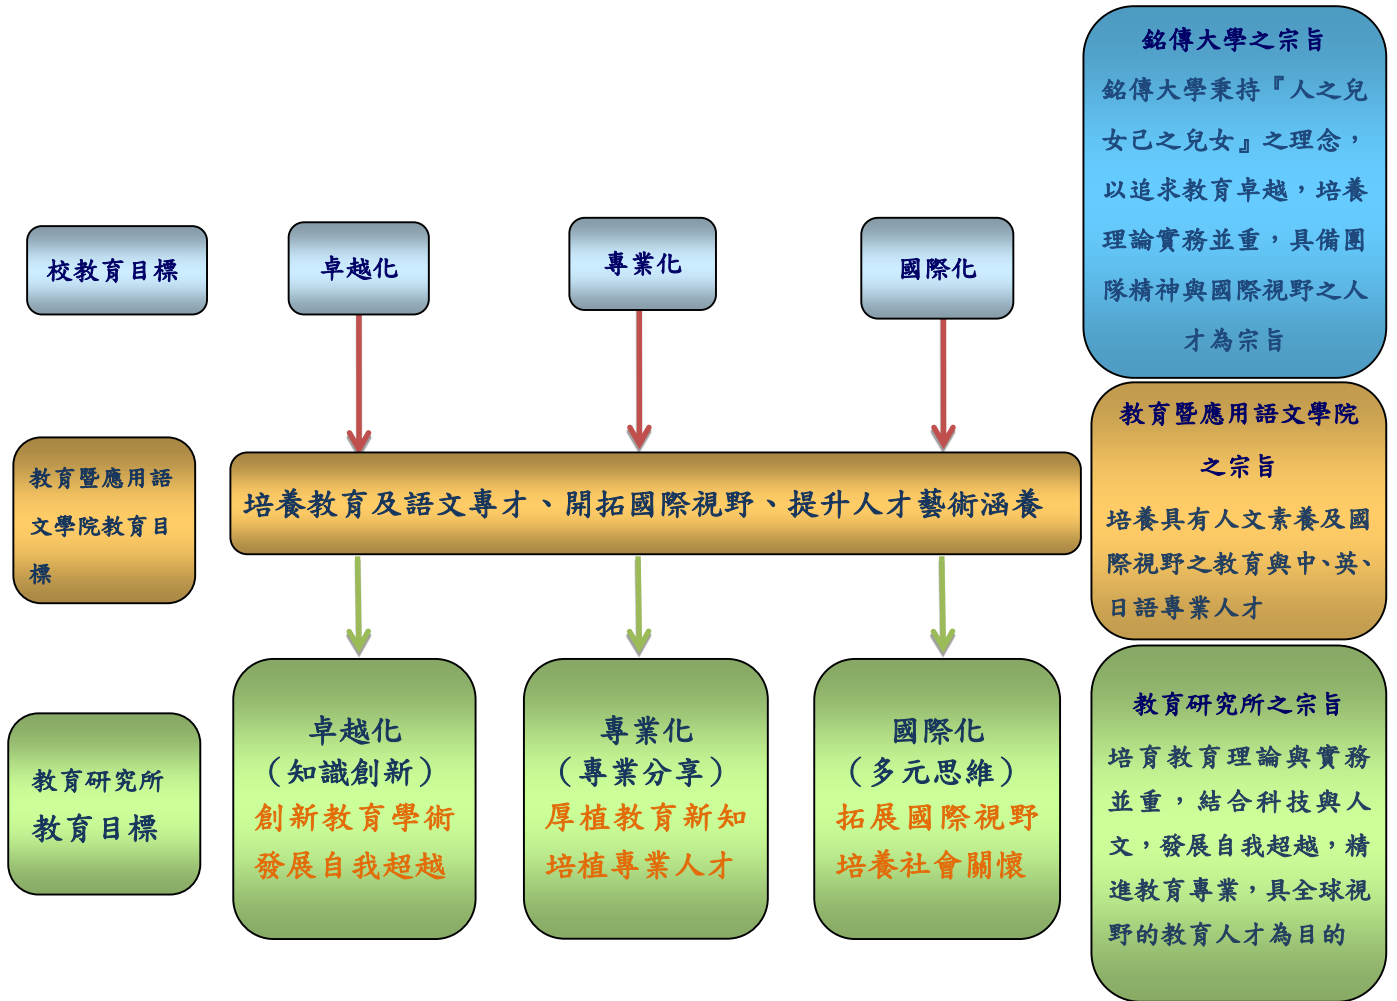 銘傳大學之宗旨
銘傳大學秉持『人之兒
女己之兒女』之理念，
以追求教育卓越，培養
理論實務並重，具備團
隊精神與國際視野之人
才為宗旨
校教育目標
卓越化
專業化
國際化
教育暨應用語
文學院教育目
標
培養教育及語文專才、開拓國際視野、提升人才藝術涵養
教育暨應用語文學院
之宗旨
培養具有人文素養及國
際視野之教育與中、英、
日語專業人才
教育研究所
教育目標
卓越化
（知識創新）
創新教育學術
發展自我超越
專業化
（專業分享）
厚植教育新知
培植專業人才
國際化
（多元思維）
拓展國際視野
培養社會關懷
教育研究所之宗旨
培育教育理論與實務
並重，結合科技與人
文，發展自我超越，精
進教育專業，具全球視
野的教育人才為目的